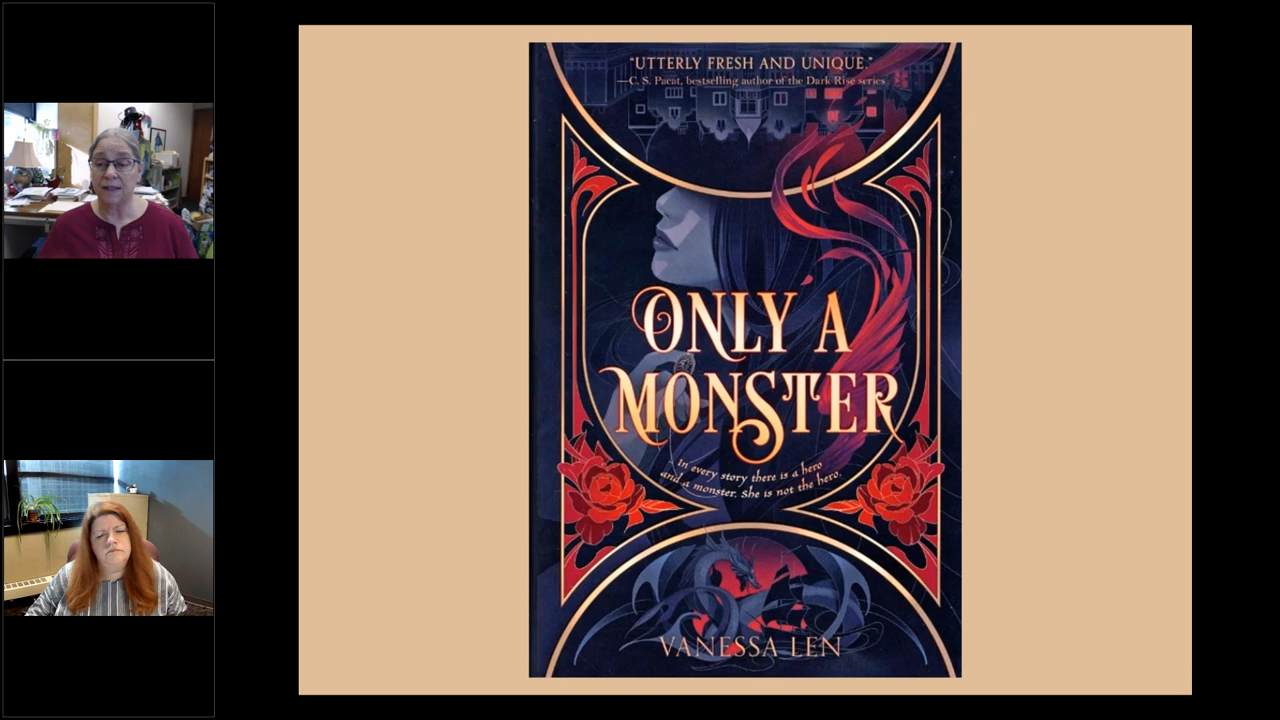 "UTTERLY FRESH AND UNIQUE."
—C. S. Pacat, bestselling author of the Dark Rise series
ONLY A
MONSTER
In every story there is a hero
and a monster. She is not the hero.
VANESSA LEN